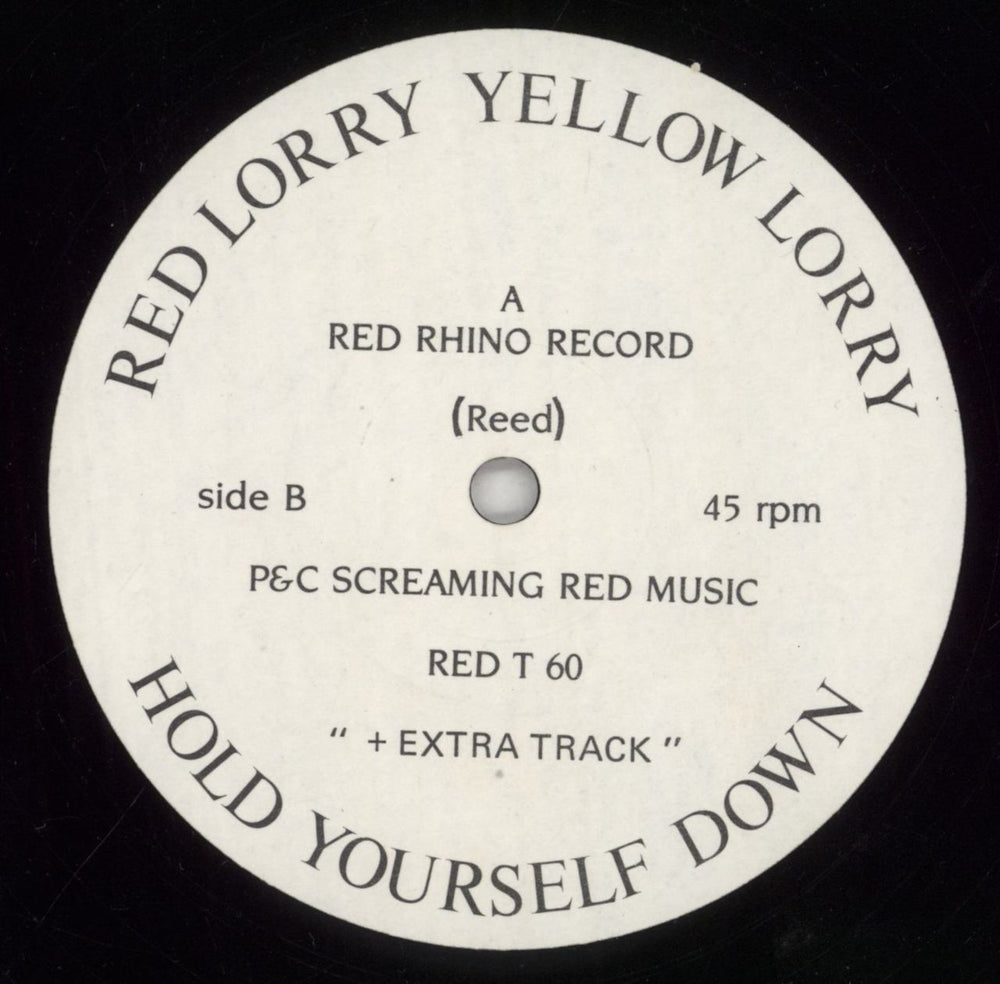 RED LORRY YELLOW LORRY
A
RED RHINO RECORD
(Reed)
side B
45 rpm
P&C SCREAMING RED MUSIC
RED T 60
“ + EXTRA TRACK ”
HOLD YOURSELF DOWN